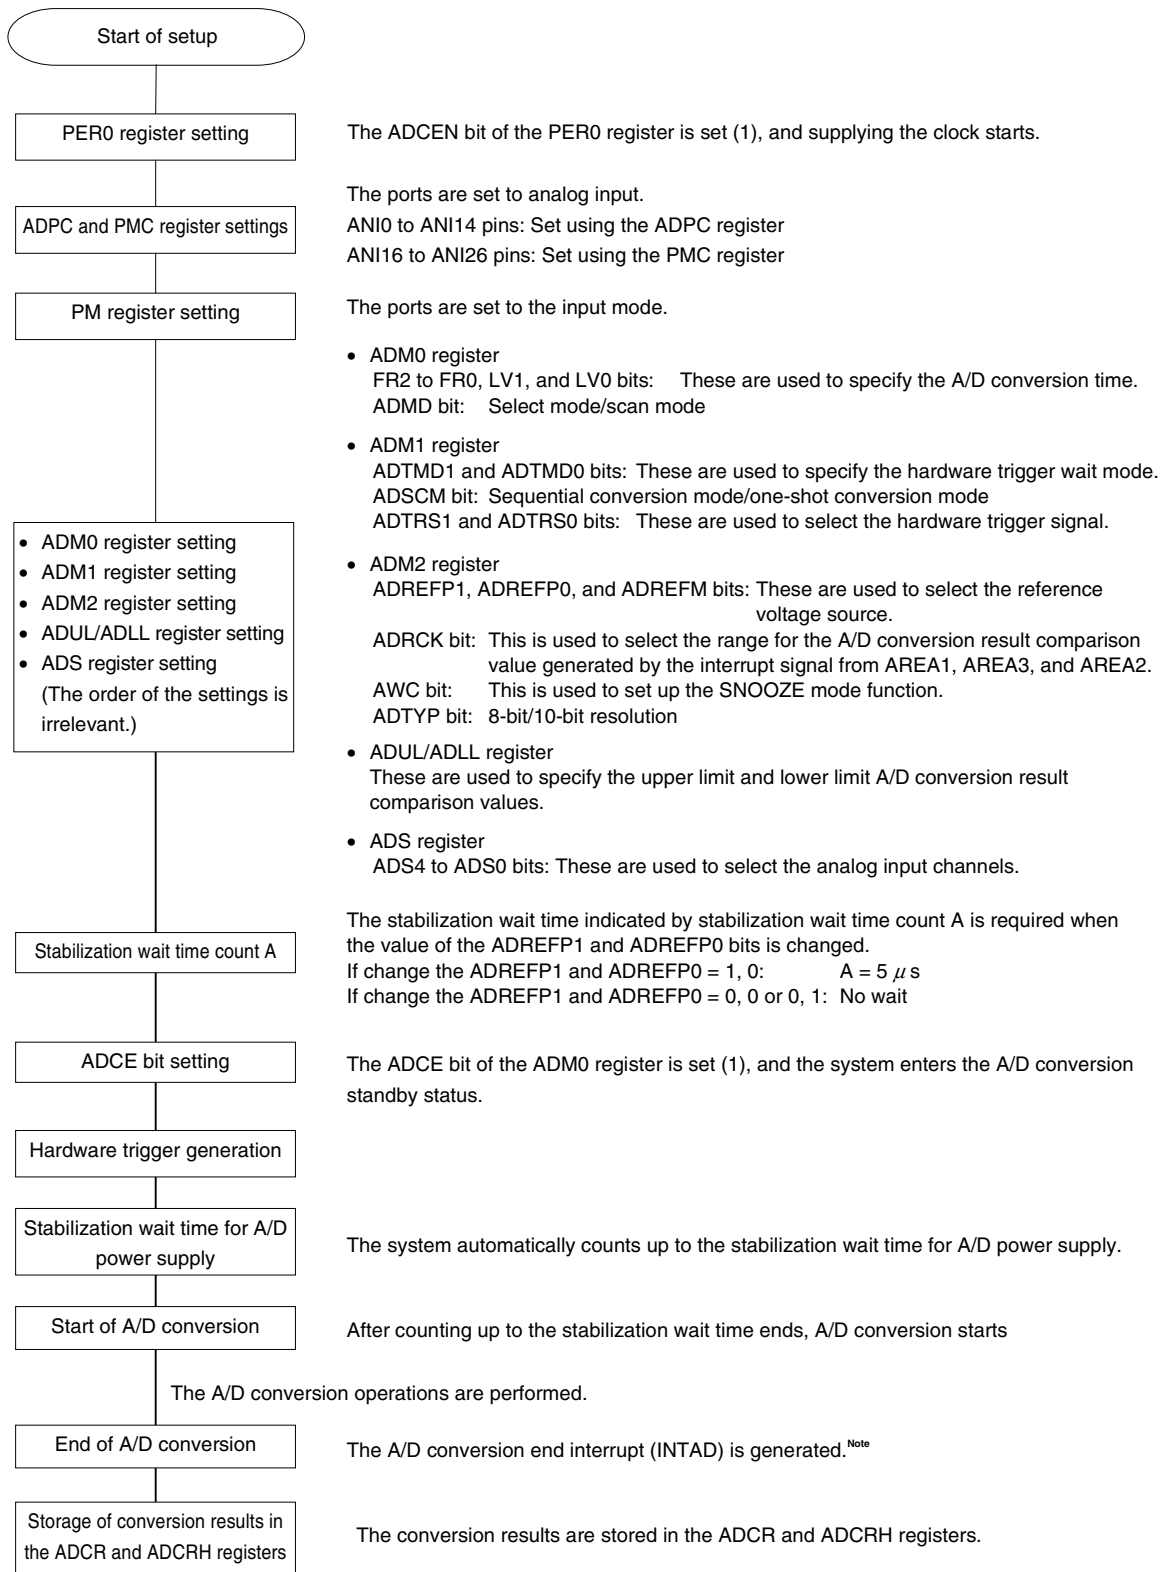 Start of setup
PER0 register setting
The ADCEN bit of the PER0 register is set (1), and supplying the clock starts.
ADPC and PMC register settings
The ports are set to analog input.
ANI0 to ANI14 pins: Set using the ADPC register
ANI16 to ANI26 pins: Set using the PMC register
PM register setting
The ports are set to the input mode.
• ADM0 register setting
• ADM1 register setting
• ADM2 register setting
• ADUL/ADLL register setting
• ADS register setting
(The order of the settings is
irrelevant.)
• ADM0 register
FR2 to FR0, LV1, and LV0 bits: These are used to specify the A/D conversion time.
ADMD bit: Select mode/scan mode
• ADM1 register
ADTMD1 and ADTMD0 bits: These are used to specify the hardware trigger wait mode.
ADSCM bit: Sequential conversion mode/one-shot conversion mode
ADTRS1 and ADTRS0 bits: These are used to select the hardware trigger signal.
• ADM2 register
ADREFP1, ADREFP0, and ADREFM bits: These are used to select the reference
voltage source.
ADRCK bit: This is used to select the range for the A/D conversion result comparison
value generated by the interrupt signal from AREA1, AREA3, and AREA2.
AWC bit: This is used to set up the SNOOZE mode function.
ADTYP bit: 8-bit/10-bit resolution
• ADUL/ADLL register
These are used to specify the upper limit and lower limit A/D conversion result
comparison values.
• ADS register
ADS4 to ADS0 bits: These are used to select the analog input channels.
Stabilization wait time count A
The stabilization wait time indicated by stabilization wait time count A is required when
the value of the ADREFP1 and ADREFP0 bits is changed.
If change the ADREFP1 and ADREFP0 = 1, 0: A = 5 μ s
If change the ADREFP1 and ADREFP0 = 0, 0 or 0, 1: No wait
ADCE bit setting
The ADCE bit of the ADM0 register is set (1), and the system enters the A/D conversion
standby status.
Hardware trigger generation
Stabilization wait time for A/D
power supply
The system automatically counts up to the stabilization wait time for A/D power supply.
Start of A/D conversion
After counting up to the stabilization wait time ends, A/D conversion starts
The A/D conversion operations are performed.
End of A/D conversion
The A/D conversion end interrupt (INTAD) is generated.Note
Storage of conversion results in
the ADCR and ADCRH registers
The conversion results are stored in the ADCR and ADCRH registers.